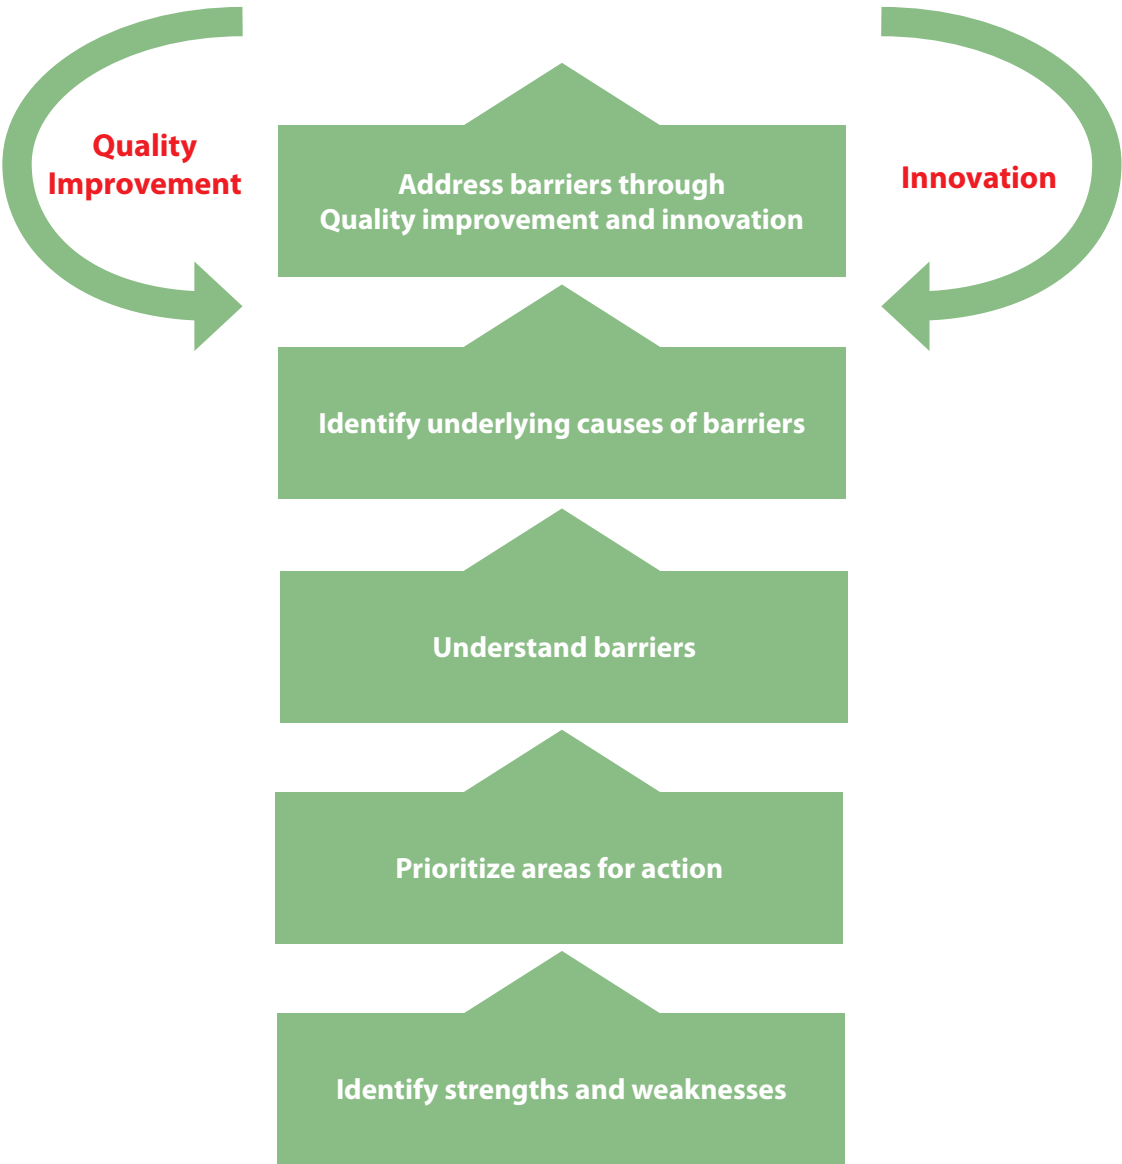 Quality
Improvement
Innovation
Address barriers through
Quality improvement and innovation
Identify underlying causes of barriers
Understand barriers
Prioritize areas for action
Identify strengths and weaknesses